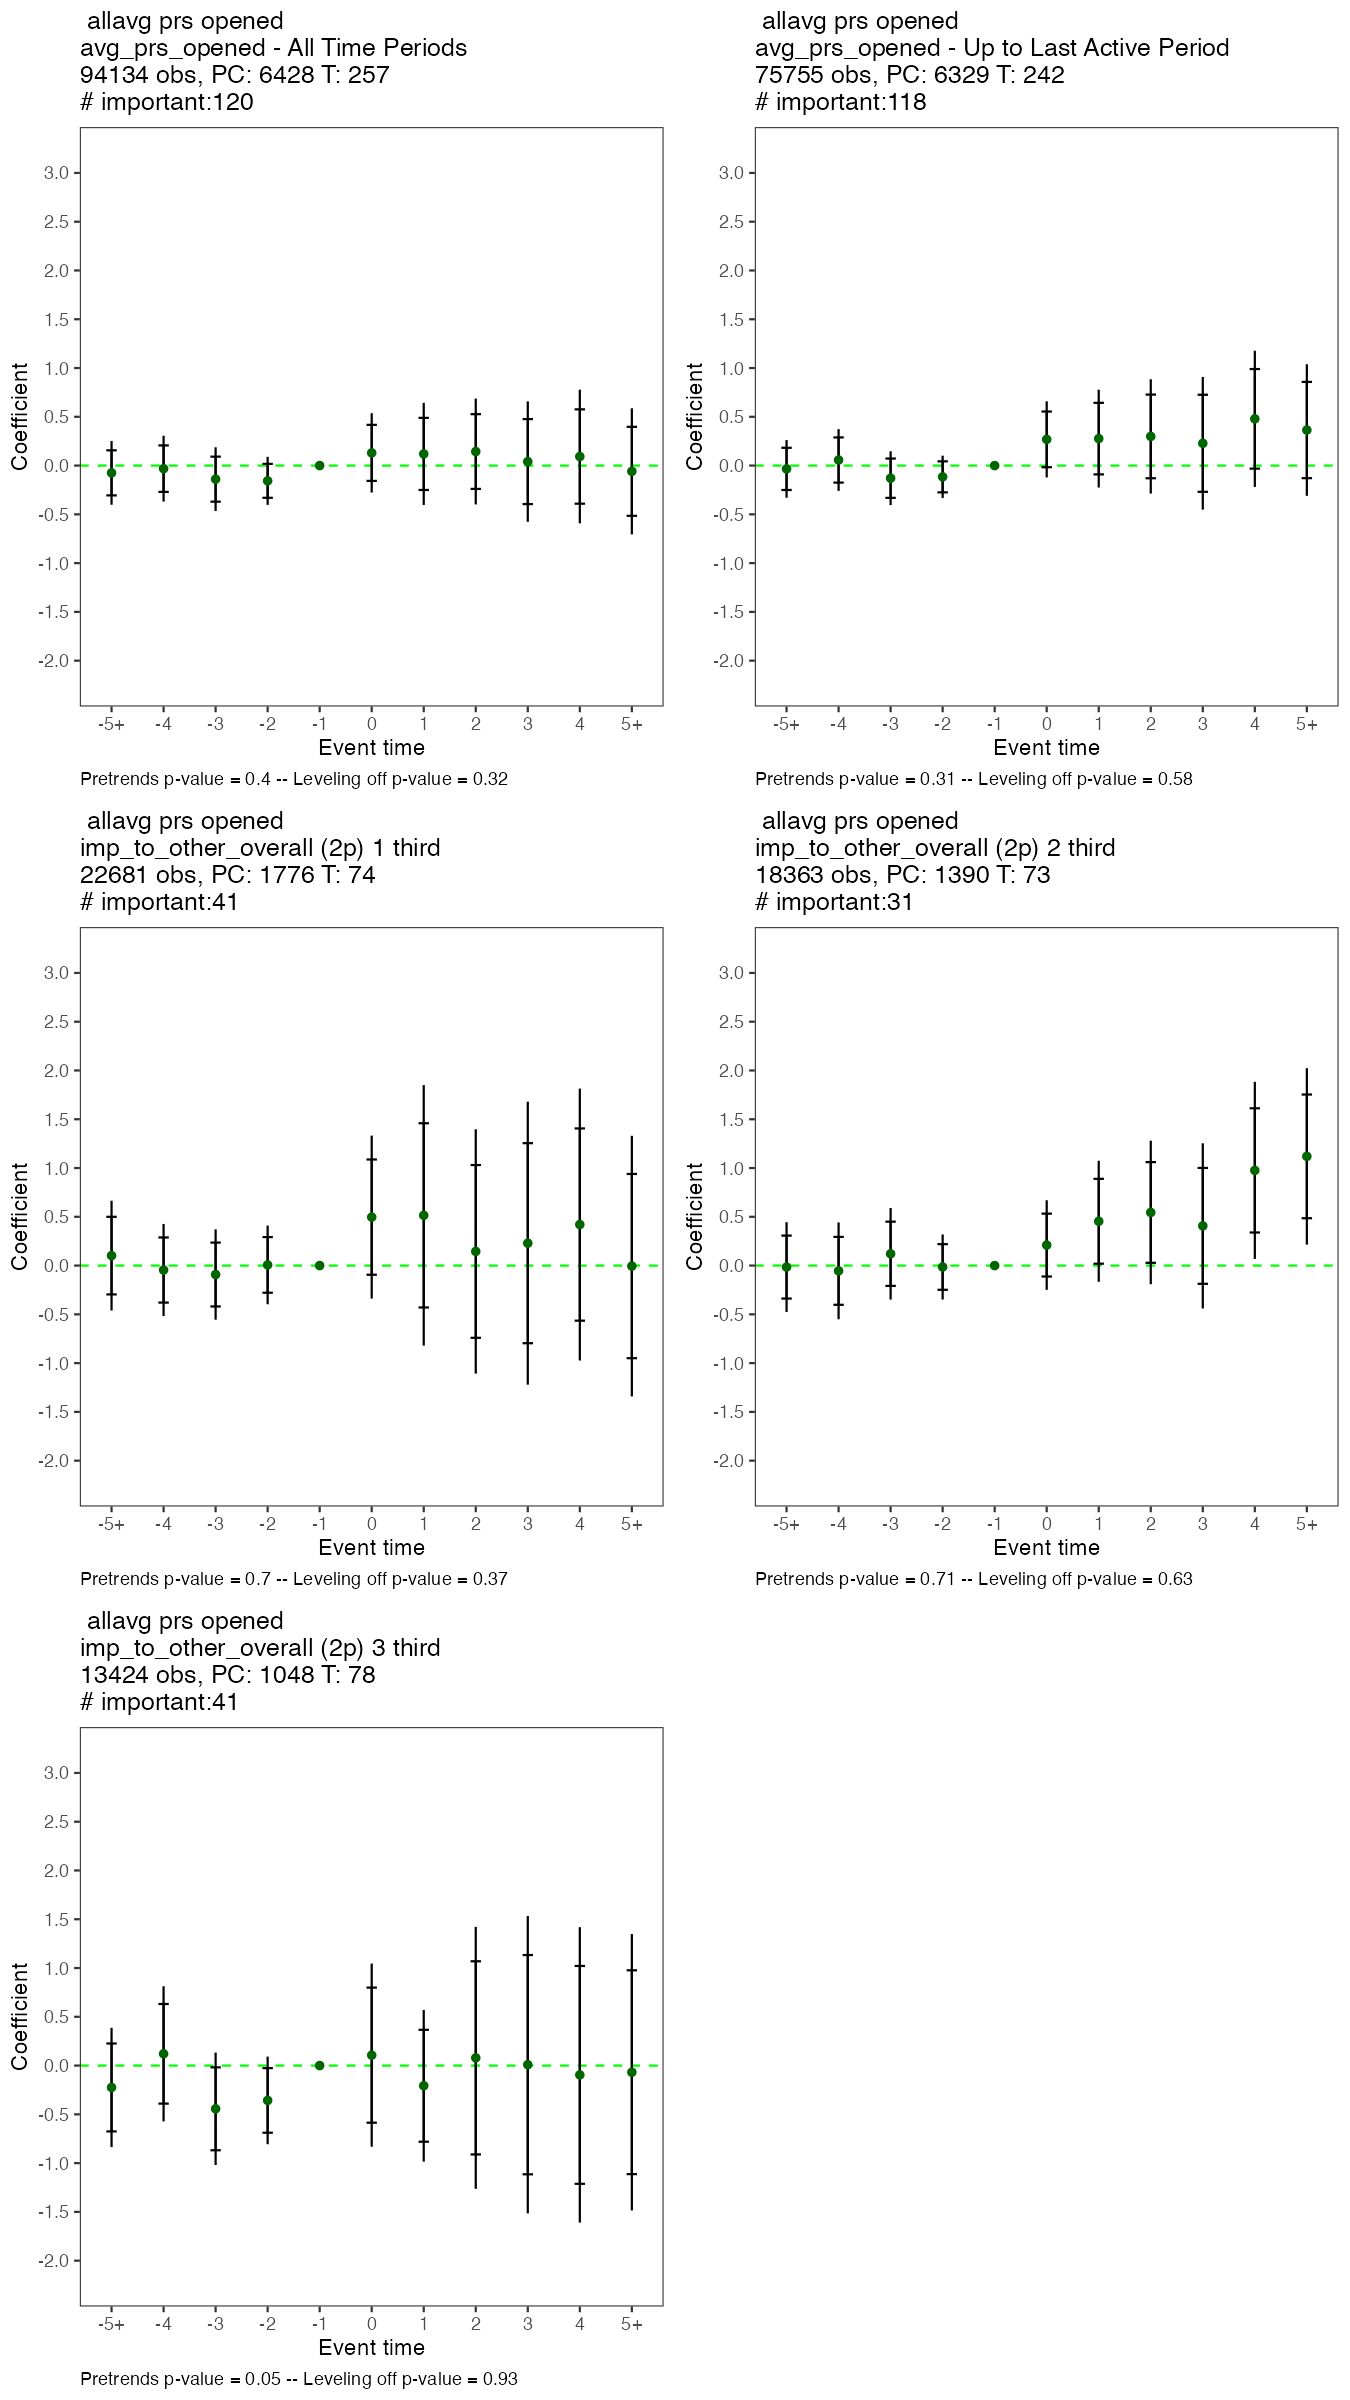 allavg prs opened
avg_prs_opened - All Time Periods
94134 obs, PC: 6428 T: 257
# important:120
3.0
2.5
2.0
1.5
1.0
0.5
0.0
-0.5
-1.0
-1.5
-2.0
Coefficient
-5+ -4 -3 -2 -1 0 1 2 3 4 5+
Event time
Pretrends p-value = 0.4 -- Leveling off p-value = 0.32
allavg prs opened
avg_prs_opened - Up to Last Active Period
75755 obs, PC: 6329 T: 242
# important:118
3.0
2.5
2.0
1.5
1.0
0.5
0.0
-0.5
-1.0
-1.5
-2.0
Coefficient
-5+ -4 -3 -2 -1 0 1 2 3 4 5+
Event time
Pretrends p-value = 0.31 -- Leveling off p-value = 0.58
allavg prs opened
imp_to_other_overall (2p) 1 third
22681 obs, PC: 1776 T: 74
# important:41
3.0
2.5
2.0
1.5
1.0
0.5
0.0
-0.5
-1.0
-1.5
-2.0
Coefficient
-5+ -4 -3 -2 -1 0 1 2 3 4 5+
Event time
Pretrends p-value = 0.7 -- Leveling off p-value = 0.37
allavg prs opened
imp_to_other_overall (2p) 2 third
18363 obs, PC: 1390 T: 73
# important:31
3.0
2.5
2.0
1.5
1.0
0.5
0.0
-0.5
-1.0
-1.5
-2.0
Coefficient
-5+ -4 -3 -2 -1 0 1 2 3 4 5+
Event time
Pretrends p-value = 0.71 -- Leveling off p-value = 0.63
allavg prs opened
imp_to_other_overall (2p) 3 third
13424 obs, PC: 1048 T: 78
# important:41
3.0
2.5
2.0
1.5
1.0
0.5
0.0
-0.5
-1.0
-1.5
-2.0
Coefficient
-5+ -4 -3 -2 -1 0 1 2 3 4 5+
Event time
Pretrends p-value = 0.05 -- Leveling off p-value = 0.93